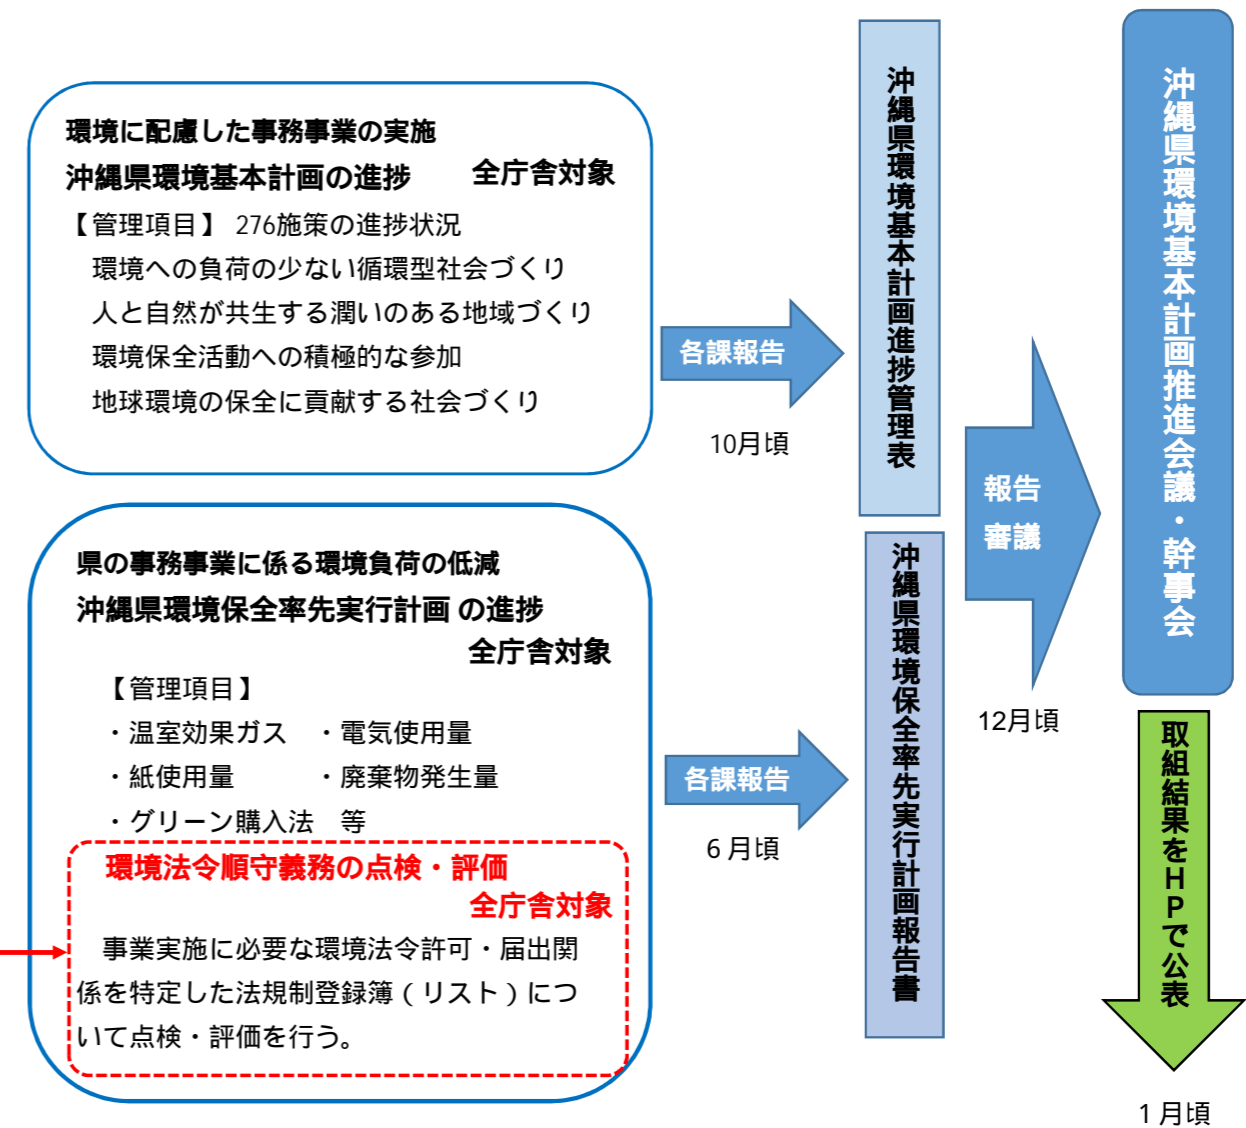 環境に配慮した事務事業の実施
沖縄県環境基本計画の進捗　全庁舎対象
【管理項目】 276施策の進捗状況
環境への負荷の少ない循環型社会づくり
人と自然が共生する潤いのある地域づくり
環境保全活動への積極的な参加
地球環境の保全に貢献する社会づくり
各課報告
10月頃
沖縄県環境基本計画進捗管理表
県の事務事業に係る環境負荷の低減
沖縄県環境保全率先実行計画 の進捗
全庁舎対象
【管理項目】
・温室効果ガス　・電気使用量
・紙使用量　・廃棄物発生量
・グリーン購入法　等
環境法令順守義務の点検・評価
全庁舎対象
事業実施に必要な環境法令許可・届出関
係を特定した法規制登録簿（リスト）につ
いて点検・評価を行う。
各課報告
6月頃
沖縄県環境保全率先実行計画報告書
報告
審議
12月頃
沖縄県環境基本計画推進会議・幹事会
取組結果をHPで公表
1月頃